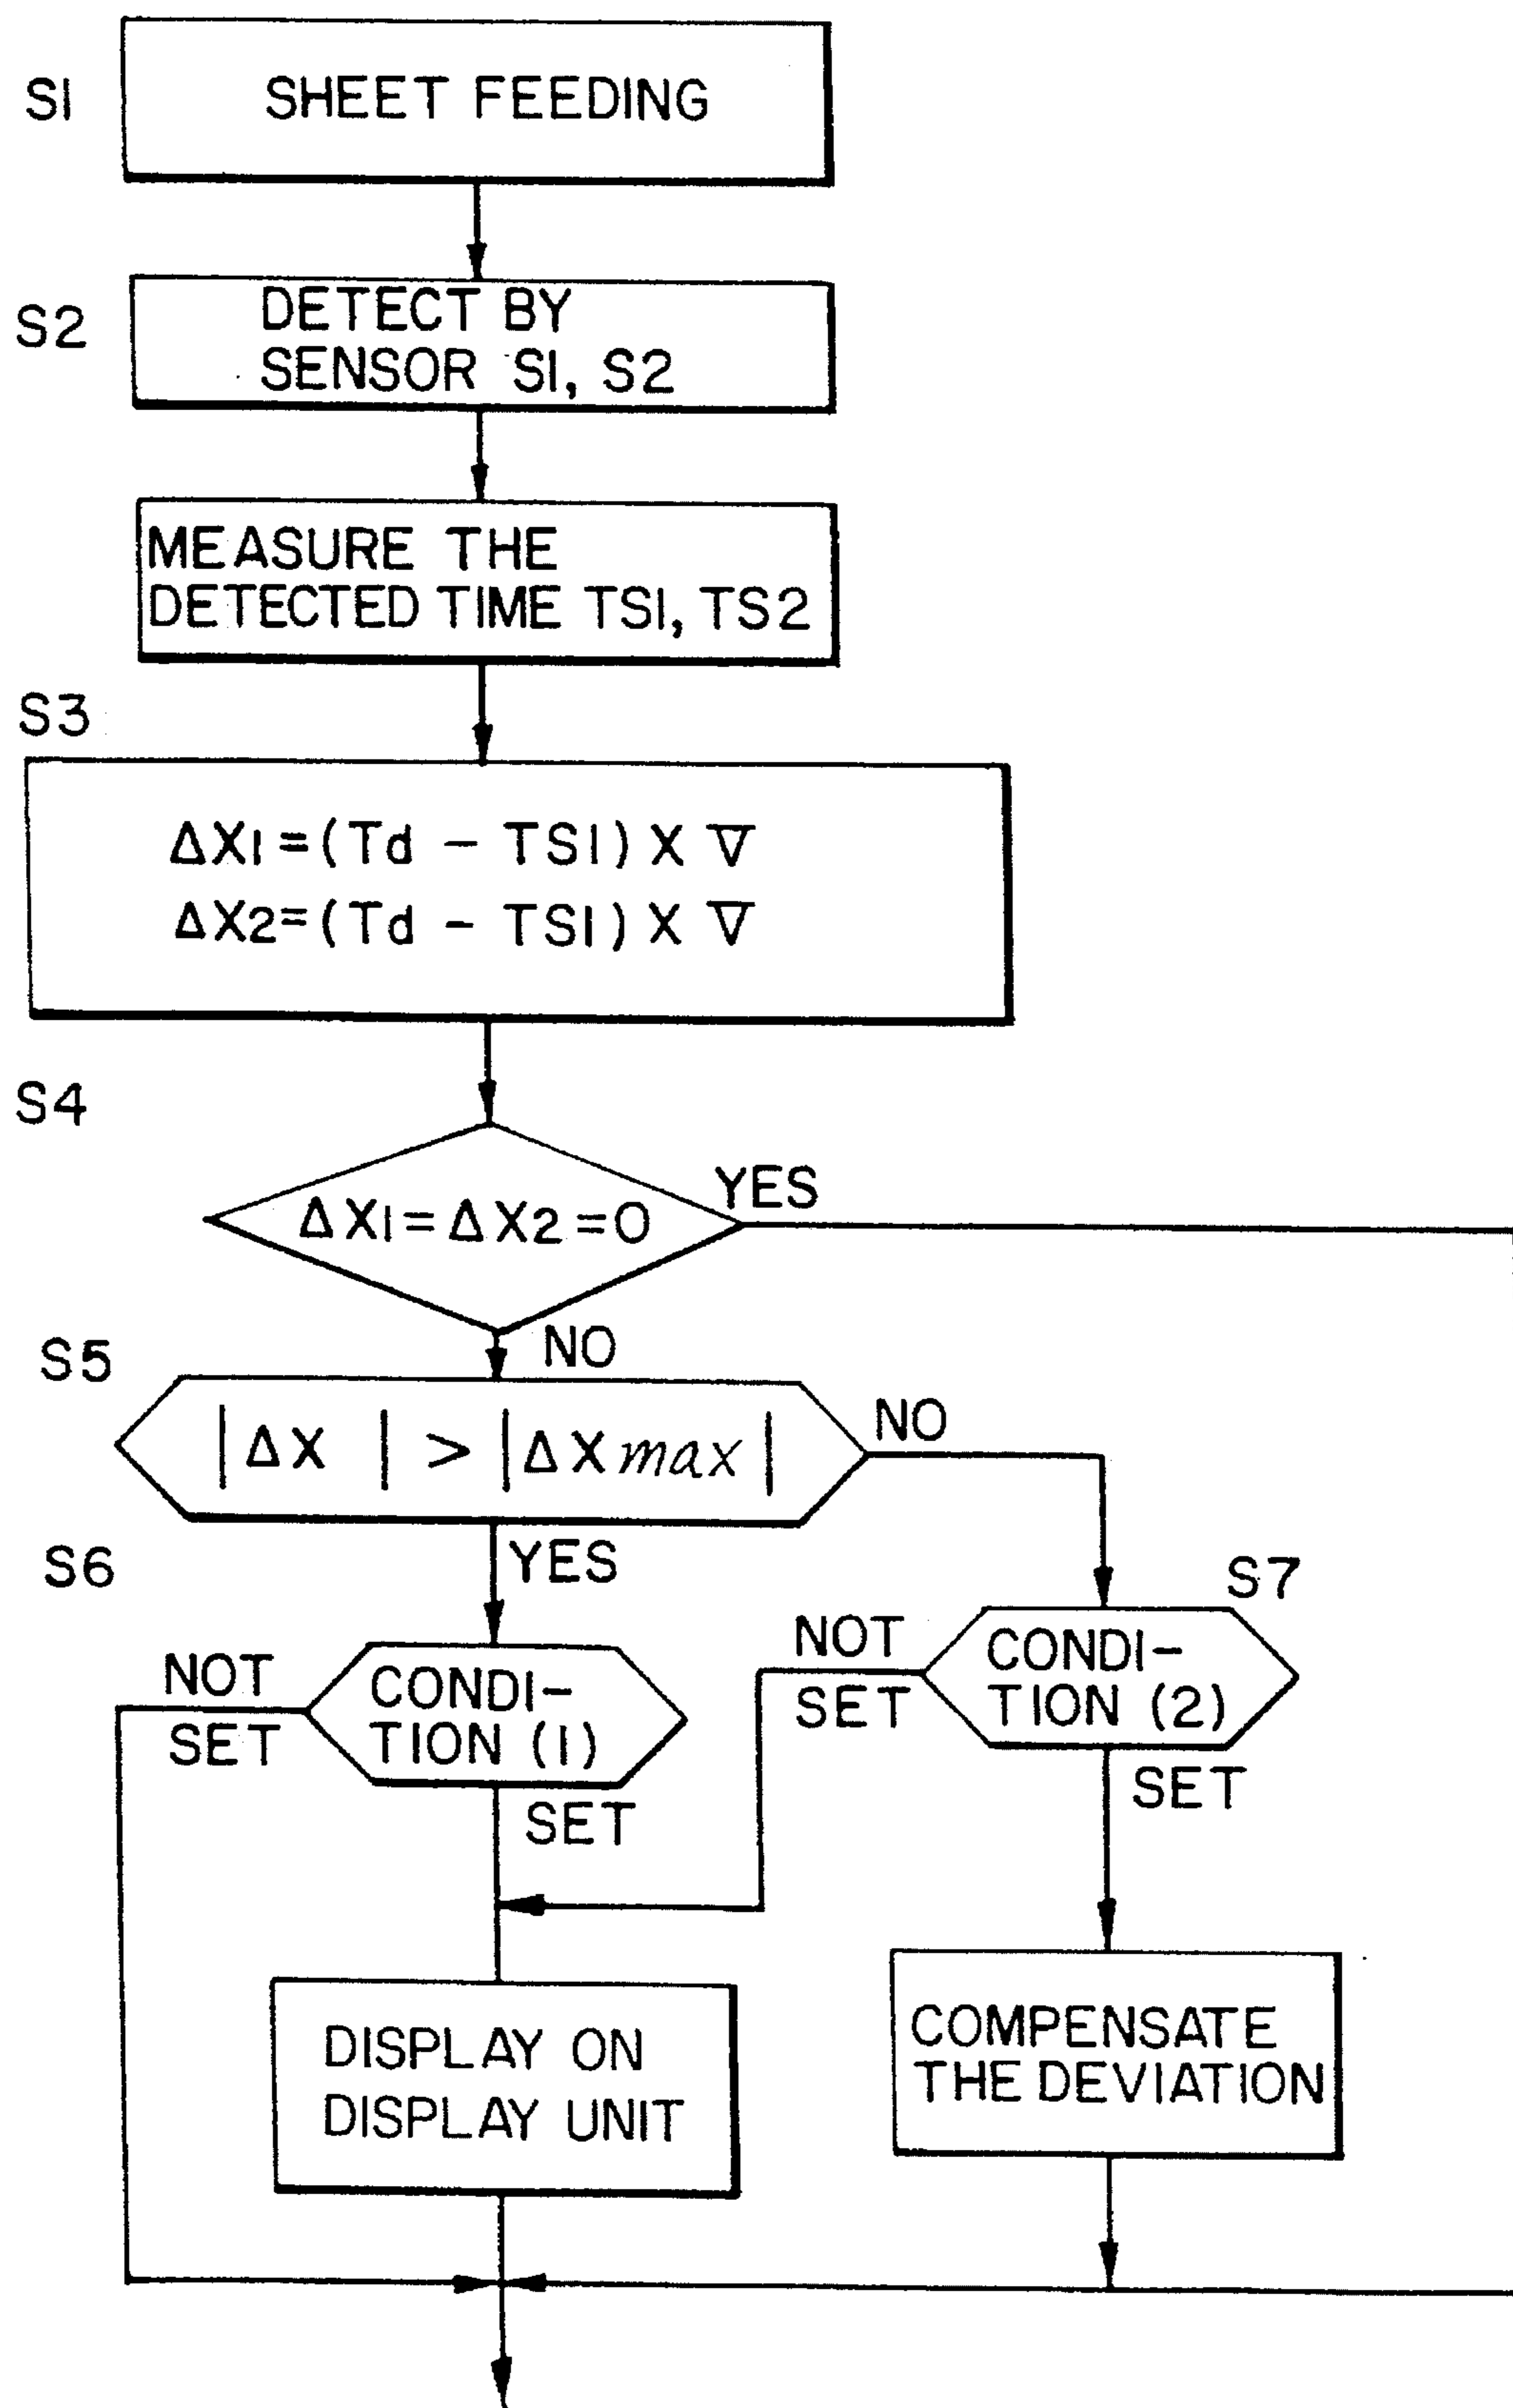 S1
SHEET FEEDING
S2
DETECT BY
SENSOR S1, S2
MEASURE THE
DETECTED TIME TS1, TS2
S3
ΔX1=(Td - TS1) X ∇
ΔX2=(Td - TS1) X ∇
S4
ΔX1=ΔX2=0
YES
NO
S5
|ΔX | > |ΔX max|
NO
YES
S6
CONDI-
TION (1)
NOT
SET
SET
S7
CONDI-
TION (2)
NOT
SET
SET
DISPLAY ON
DISPLAY UNIT
COMPENSATE
THE DEVIATION